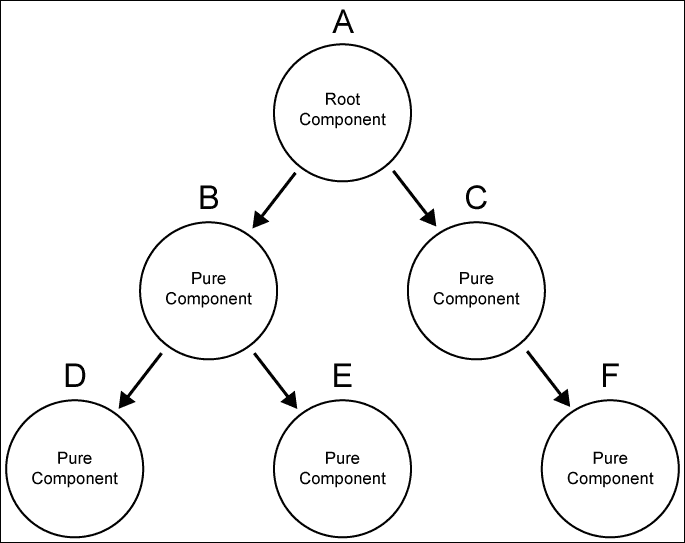 A
Root
Component
B
C
Pure
Component
Pure
Component
D
E
F
Pure
Component
Pure
Component
Pure
Component